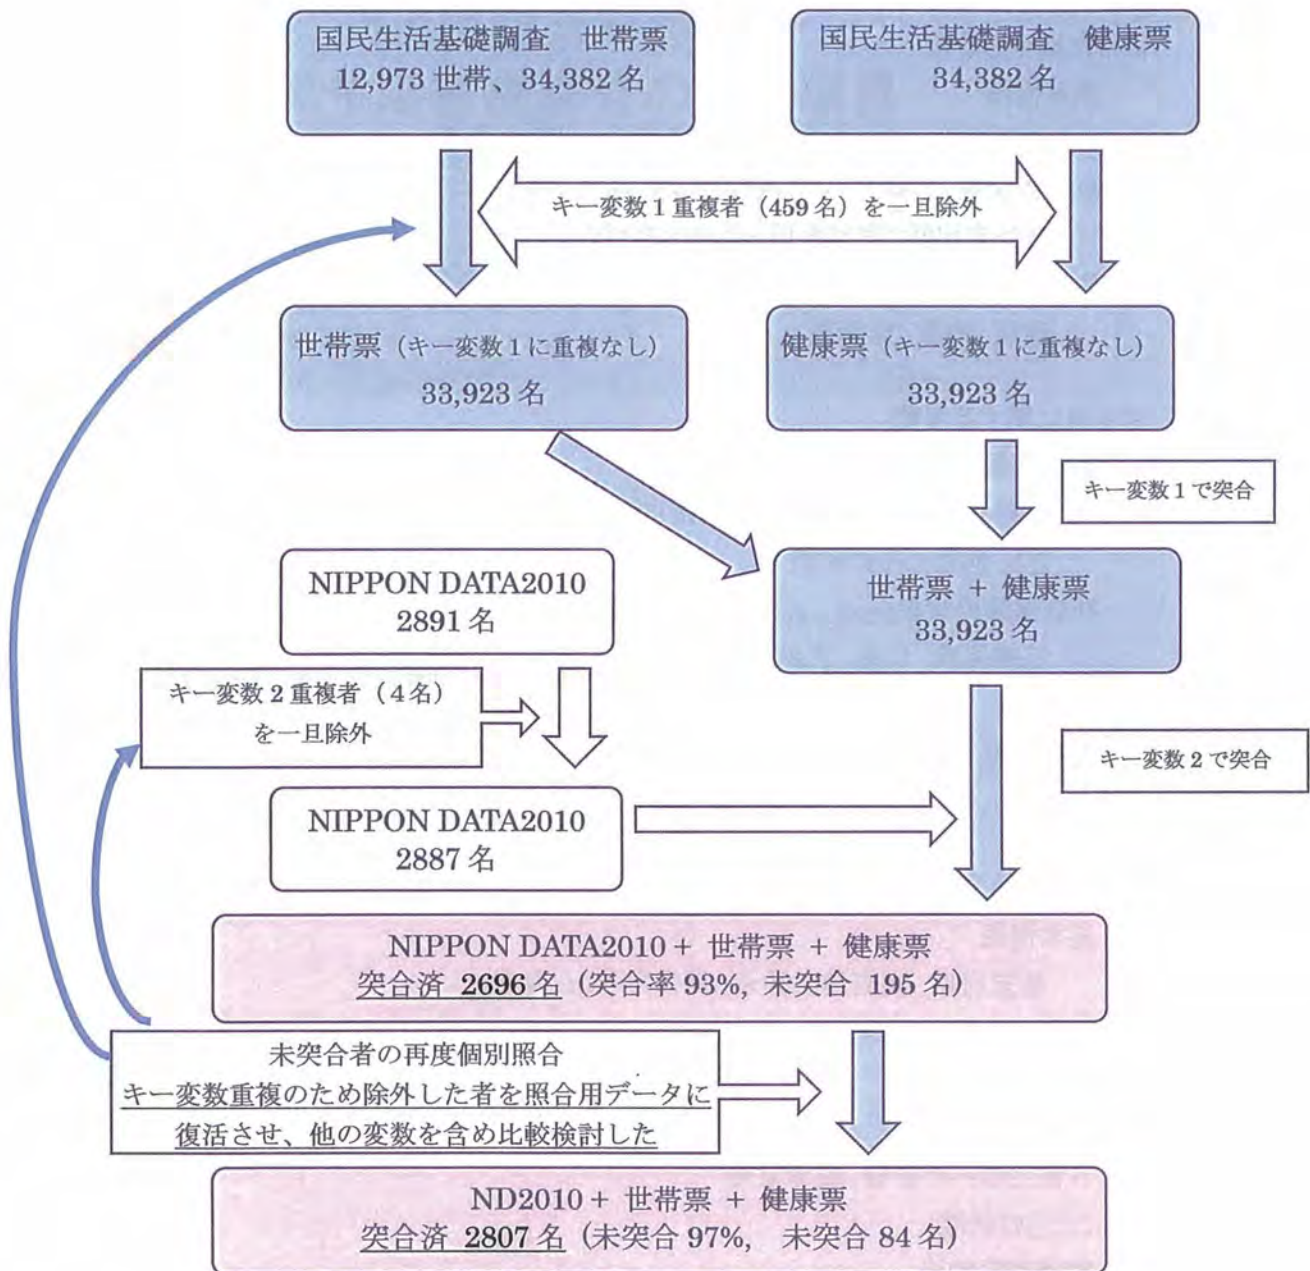 国民生活基礎調査 世帯票
12,973 世帯、34,382 名
国民生活基礎調査 健康票
34,382 名
キー変数 1 重複者（459 名）を一旦除外
世帯票（キー変数 1 に重複なし）
33,923 名
健康票（キー変数 1 に重複なし）
33,923 名
キー変数 1 で突合
世帯票 + 健康票
33,923 名
NIPPON DATA2010
2891 名
キー変数 2 重複者（4 名）
を一旦除外
キー変数 2 で突合
NIPPON DATA2010
2887 名
NIPPON DATA2010 + 世帯票 + 健康票
突合済 2696 名 (突合率 93%, 未突合 195 名)
未突合者の再度個別照合
キー変数重複のため除外した者を照合用データに
復活させ、他の変数を含め比較検討した
ND2010 + 世帯票 + 健康票
突合済 2807 名 (未突合 97%, 未突合 84 名)